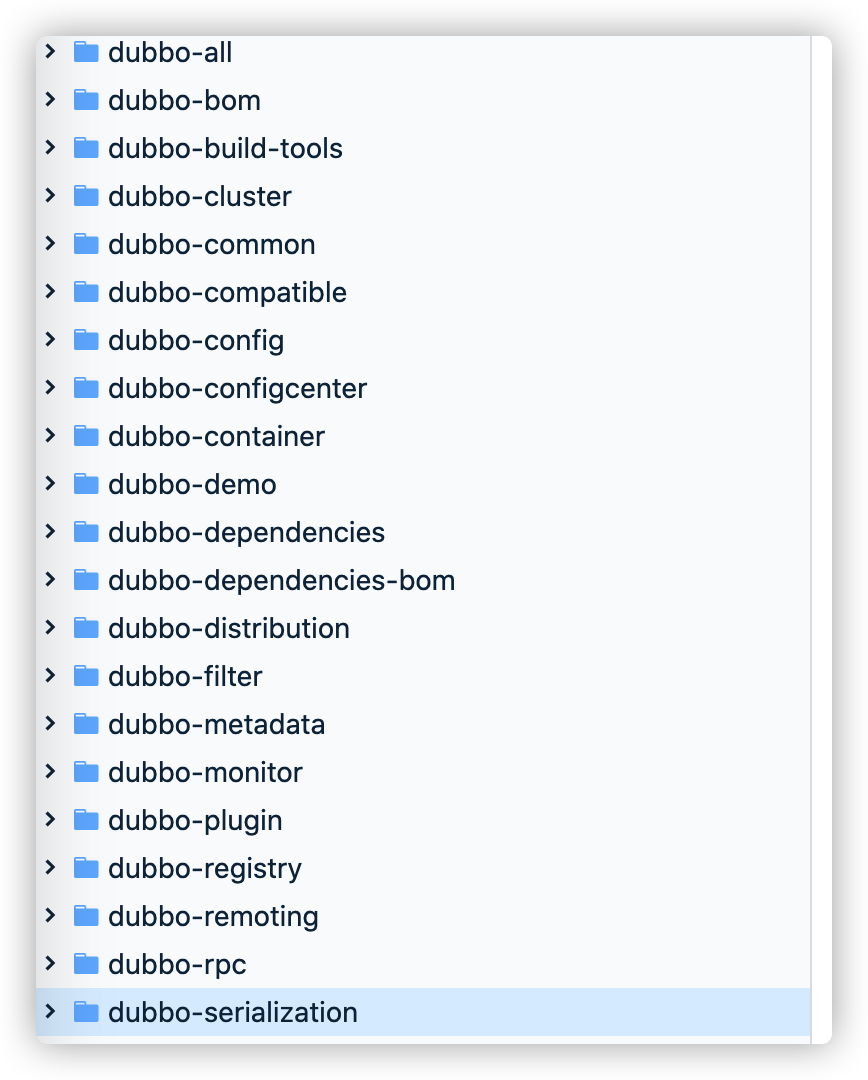 dubbo-all
dubbo-bom
dubbo-build-tools
dubbo-cluster
dubbo-common
dubbo-compatible
dubbo-config
dubbo-configcenter
dubbo-container
dubbo-demo
dubbo-dependencies
dubbo-dependencies-bom
dubbo-distribution
dubbo-filter
dubbo-metadata
dubbo-monitor
dubbo-plugin
dubbo-registry
dubbo-remoting
dubbo-rpc
dubbo-serialization